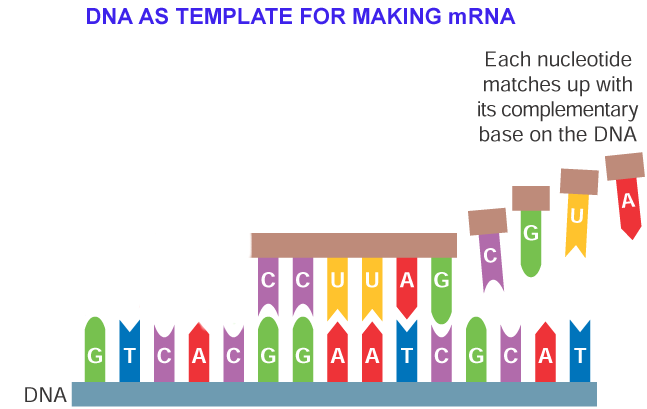 DNA AS TEMPLATE FOR MAKING mRNA
Each nucleotide
matches up with
its complementary
base on the DNA
A
U
G
C
C C U U A G
G T C A C G G A A T C G C A T
DNA